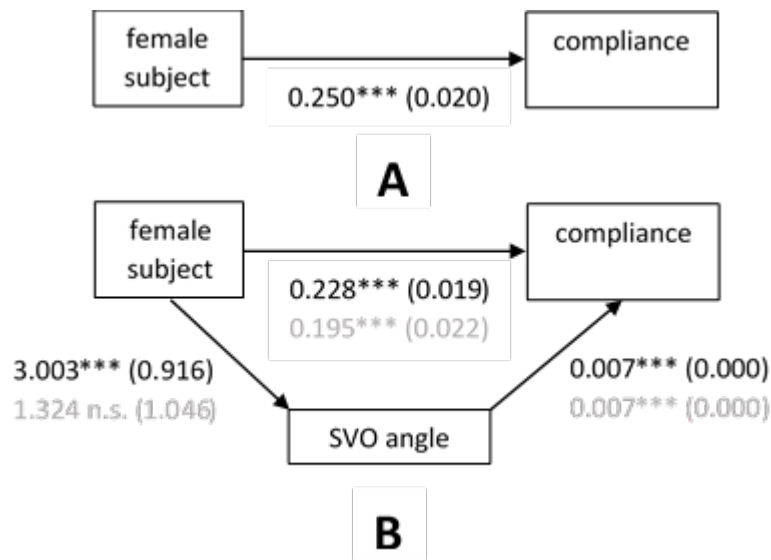 female
subject
compliance
0.250*** (0.020)
A
female
subject
compliance
0.228*** (0.019)
0.195*** (0.022)
3.003*** (0.916)
1.324 n.s. (1.046)
0.007*** (0.000)
0.007*** (0.000)
SVO angle
B